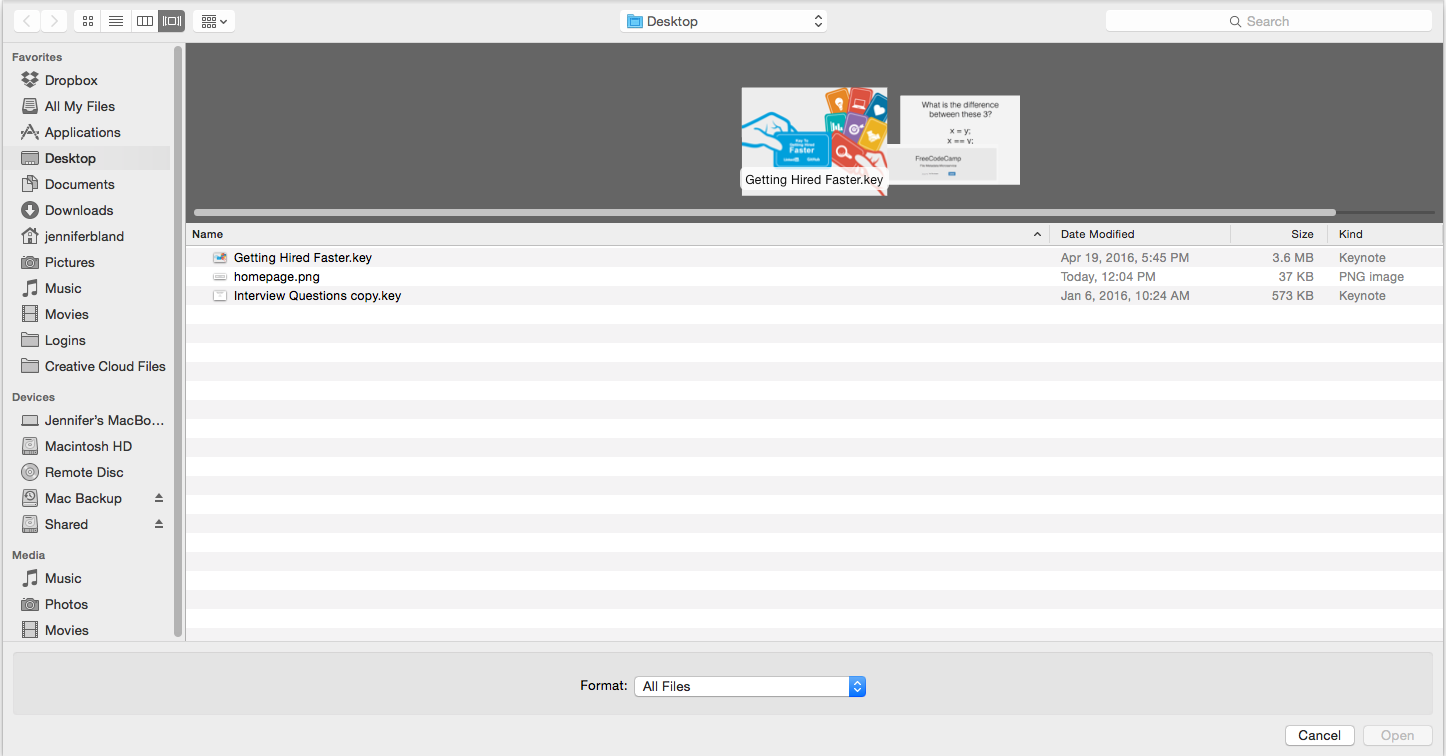 Desktop
Search
Favorites
Dropbox
All My Files
Applications
Desktop
Documents
Downloads
jenniferbland
Pictures
Music
Movies
Logins
Creative Cloud Files
Devices
Jennifer's MacBo...
Macintosh HD
Remote Disc
Mac Backup
Shared
Media
Music
Photos
Movies
Getting Hired
Faster
Getting Hired Faster.key
What is the difference
between these 3?
x = y;
x == y;
FreeCodeCamp
Name Date Modified Size Kind
Getting Hired Faster.key Apr 19, 2016, 5:45 PM 3.6 MB Keynote
homepage.png Today, 12:04 PM 37 KB PNG image
Interview Questions copy.key Jan 6, 2016, 10:24 AM 573 KB Keynote
Format: All Files
Cancel Open